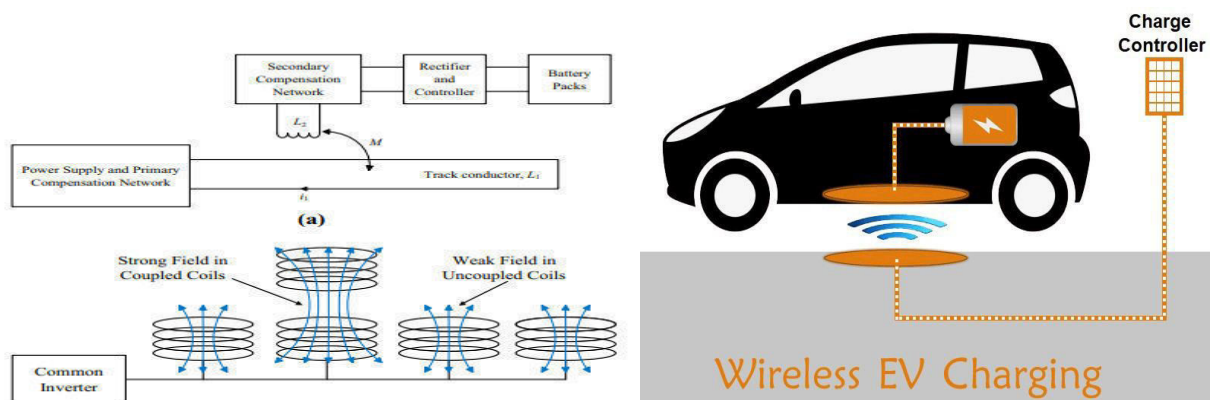 Secondary
Compensation
Network
Rectifier
and
Controller
Battery
Packs
L₂
M
Power Supply and Primary
Compensation Network
Track conductor, L₁
i₁
(a)
Strong Field in
Coupled Coils
Weak Field in
Uncoupled Coils
Common
Inverter
Charge
Controller
Wireless EV Charging